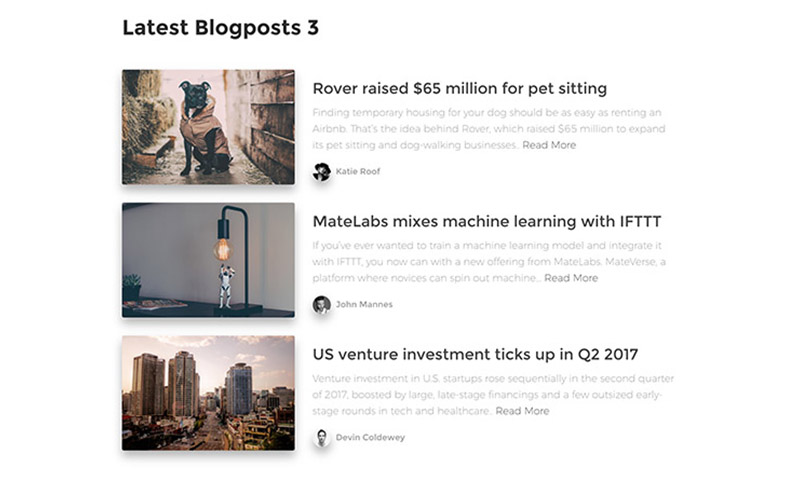 Latest Blogposts 3
Rover raised $65 million for pet sitting
Finding temporary housing for your dog should be as easy as renting an
Airbnb. That's the idea behind Rover, which raised $65 million to expand
its pet sitting and dog-walking businesses.. Read More
Katie Roof
MateLabs mixes machine learning with IFTTT
If you've ever wanted to train a machine learning model and integrate it
with IFTTT, you now can with a new offering from MateLabs. MateVerse, a
platform where novices can spin out machine... Read More
John Mannes
US venture investment ticks up in Q2 2017
Venture investment in U.S. startups rose sequentially in the second quarter
of 2017, boosted by large, late-stage financings and a few outsized early-
stage rounds in tech and healthcare.. Read More
Devin Coldewey